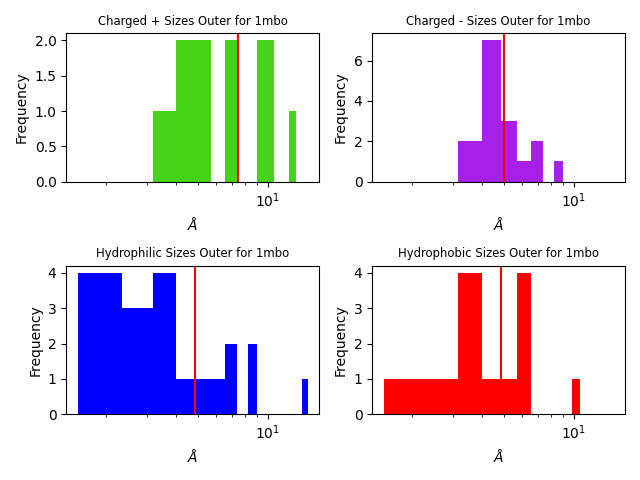 Charged + Sizes Outer for 1mbo
Charged - Sizes Outer for 1mbo
Frequency
2.0
1.5
1.0
0.5
0.0
10¹
Å
Frequency
6
4
2
0
10¹
Å
Hydrophilic Sizes Outer for 1mbo
Hydrophobic Sizes Outer for 1mbo
Frequency
4
3
2
1
0
10¹
Å
Frequency
4
3
2
1
0
10¹
Å